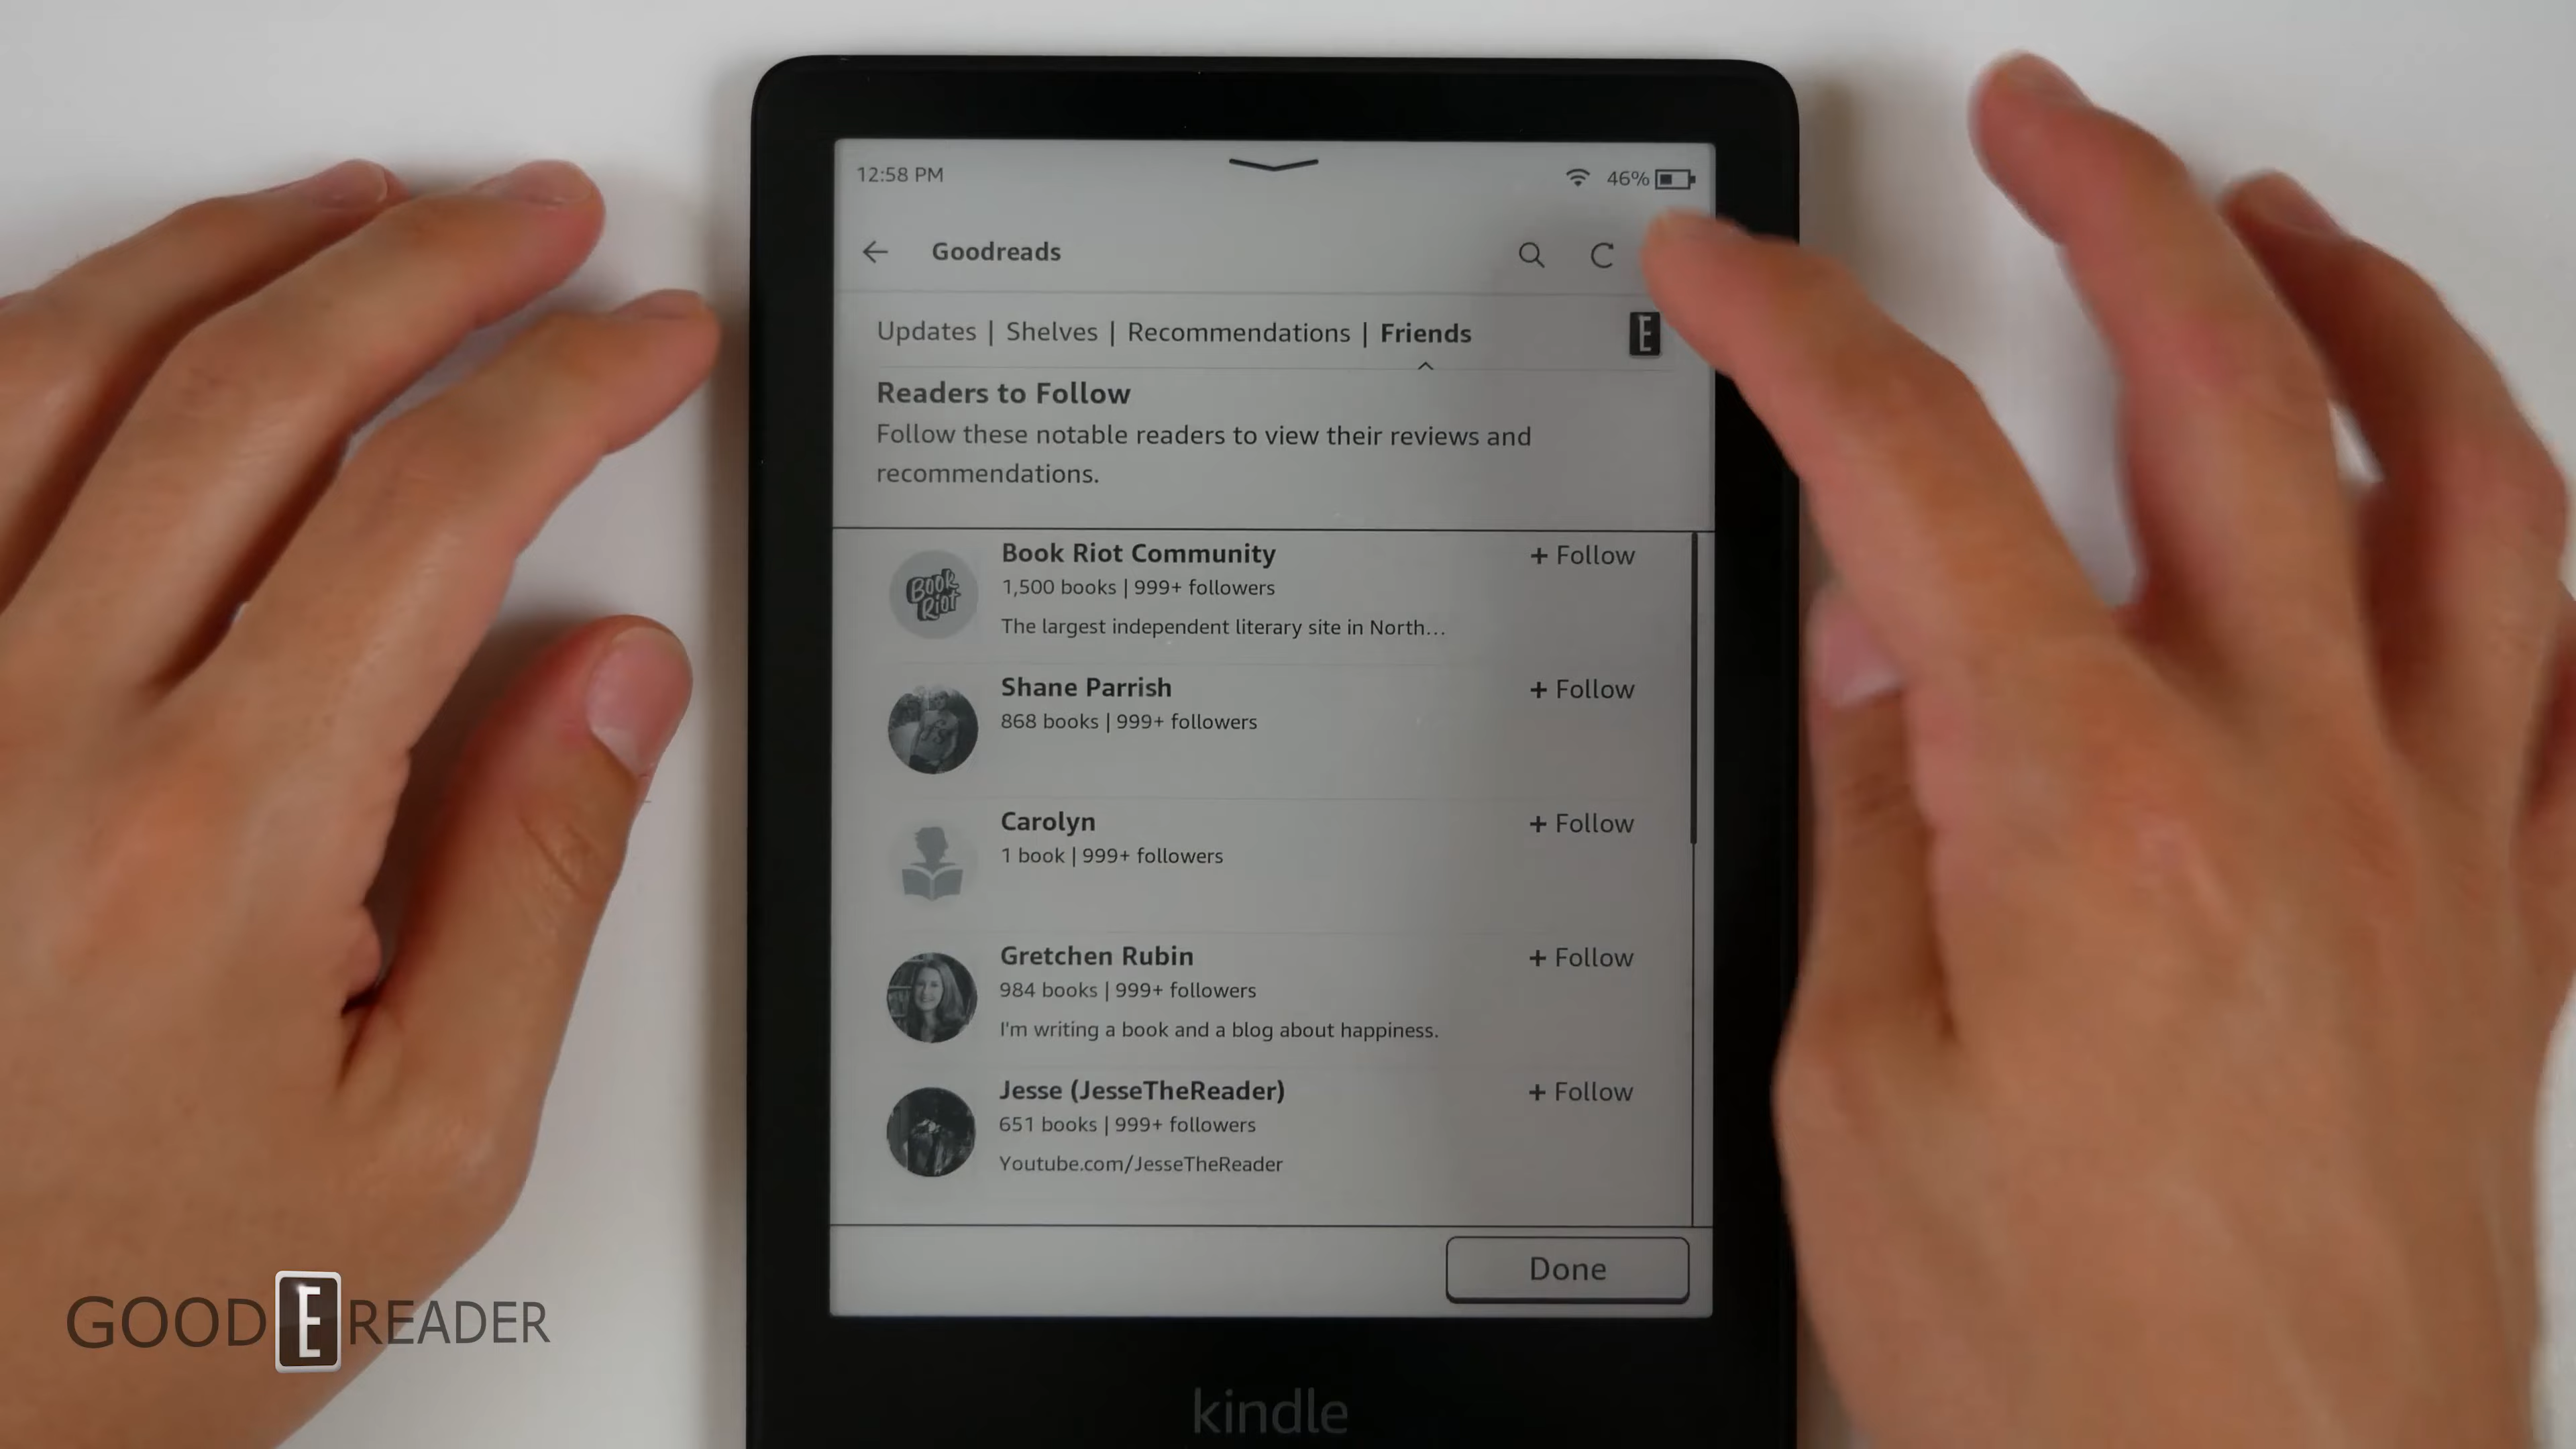 12:58 PM
46%
Goodreads
Updates | Shelves | Recommendations | Friends
E
Readers to Follow
Follow these notable readers to view their reviews and
recommendations.
BOOK
RIOT
Book Riot Community
+ Follow
1,500 books | 999+ followers
The largest independent literary site in North...
Shane Parrish
+ Follow
868 books | 999+ followers
Carolyn
+ Follow
1 book | 999+ followers
Gretchen Rubin
+ Follow
984 books | 999+ followers
I'm writing a book and a blog about happiness.
Jesse (JesseTheReader)
+ Follow
651 books | 999+ followers
Youtube.com/JesseTheReader
Done
GOOD E READER
kindle